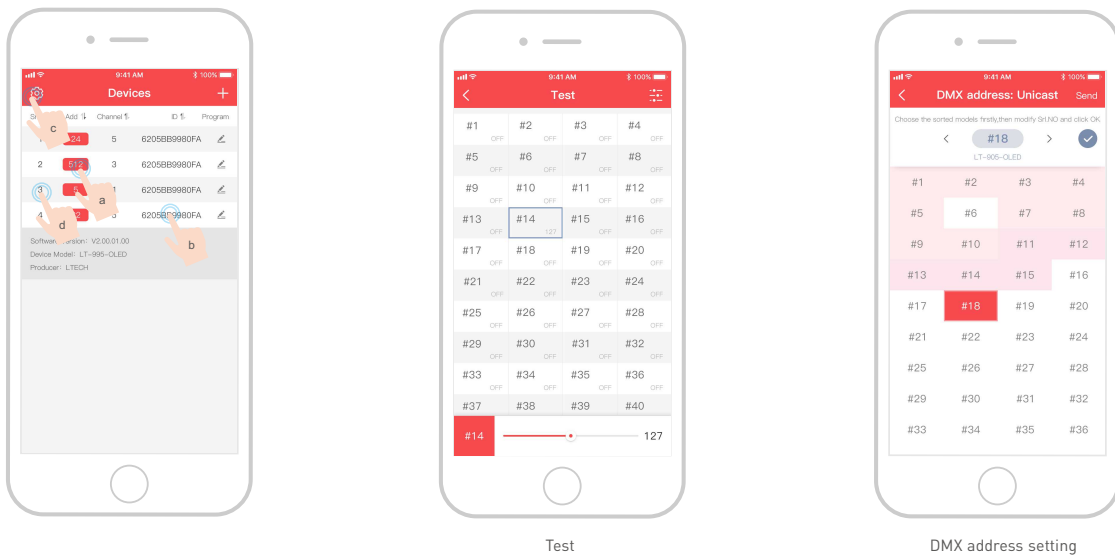 9:41 AM
100%
Devices
+
Add
Channel
ID
Program
c
24
5
6205BB9980FA
2
512
3
6205BB9980FA
3
5
a
6205BB9980FA
d
4
6205BB9980FA
b
V2.00.01.00
Device Model: LT-995-OLED
Producer: LTECH
9:41 AM
100%
Test
#1 #2 #3 #4
OFF OFF OFF OFF
#5 #6 #7 #8
OFF OFF OFF OFF
#9 #10 #11 #12
OFF OFF OFF OFF
#13 #14 #15 #16
OFF 127 OFF OFF
#17 #18 #19 #20
OFF OFF OFF OFF
#21 #22 #23 #24
OFF OFF OFF OFF
#25 #26 #27 #28
OFF OFF OFF OFF
#29 #30 #31 #32
OFF OFF OFF OFF
#33 #34 #35 #36
OFF OFF OFF OFF
#37 #38 #39 #40
#14 127
Test
9:41 AM
100%
DMX address: Unicast Send
Choose the sorted models firstly,then modify Srl.NO and click OK
#18
LT-905-OLED
#1 #2 #3 #4
#5 #6 #7 #8
#9 #10 #11 #12
#13 #14 #15 #16
#17 #18 #19 #20
#21 #22 #23 #24
#25 #26 #27 #28
#29 #30 #31 #32
#33 #34 #35 #36
DMX address setting